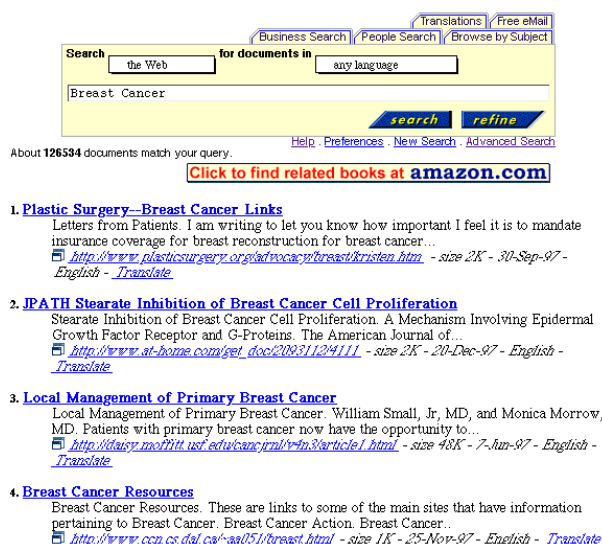 Translations Free eMail
Business Search People Search Browse by Subject
Search the Web for documents in any language
Breast Cancer
search refine
Help . Preferences . New Search . Advanced Search
About 126534 documents match your query.
Click to find related books at amazon.com
1. Plastic Surgery--Breast Cancer Links
Letters from Patients. I am writing to let you know how important I feel it is to mandate
insurance coverage for breast reconstruction for breast cancer...
http://www.plasticsurgery.org/advocacy/breast/kristen.htm - size 2K - 30-Sep-97 -
English - Translate
2. JPATH Stearate Inhibition of Breast Cancer Cell Proliferation
Stearate Inhibition of Breast Cancer Cell Proliferation. A Mechanism Involving Epidermal
Growth Factor Receptor and G-Proteins. The American Journal of...
http://www.at-home.com/get_doc/2093112/4111 - size 2K - 20-Dec-97 - English -
Translate
3. Local Management of Primary Breast Cancer
Local Management of Primary Breast Cancer. William Small, Jr, MD, and Monica Morrow,
MD. Patients with primary breast cancer now have the opportunity to...
http://daisy.moffitt.usf.edu/cancjrnl/v4n3/article1.html - size 48K - 7-Jun-97 - English -
Translate
4. Breast Cancer Resources
Breast Cancer Resources. These are links to some of the main sites that have information
pertaining to Breast Cancer. Breast Cancer Action. Breast Cancer..
http://www.ccn.cs.dal.ca/~aa051/breast.html - size 1K - 25-Nov-97 - English - Translate